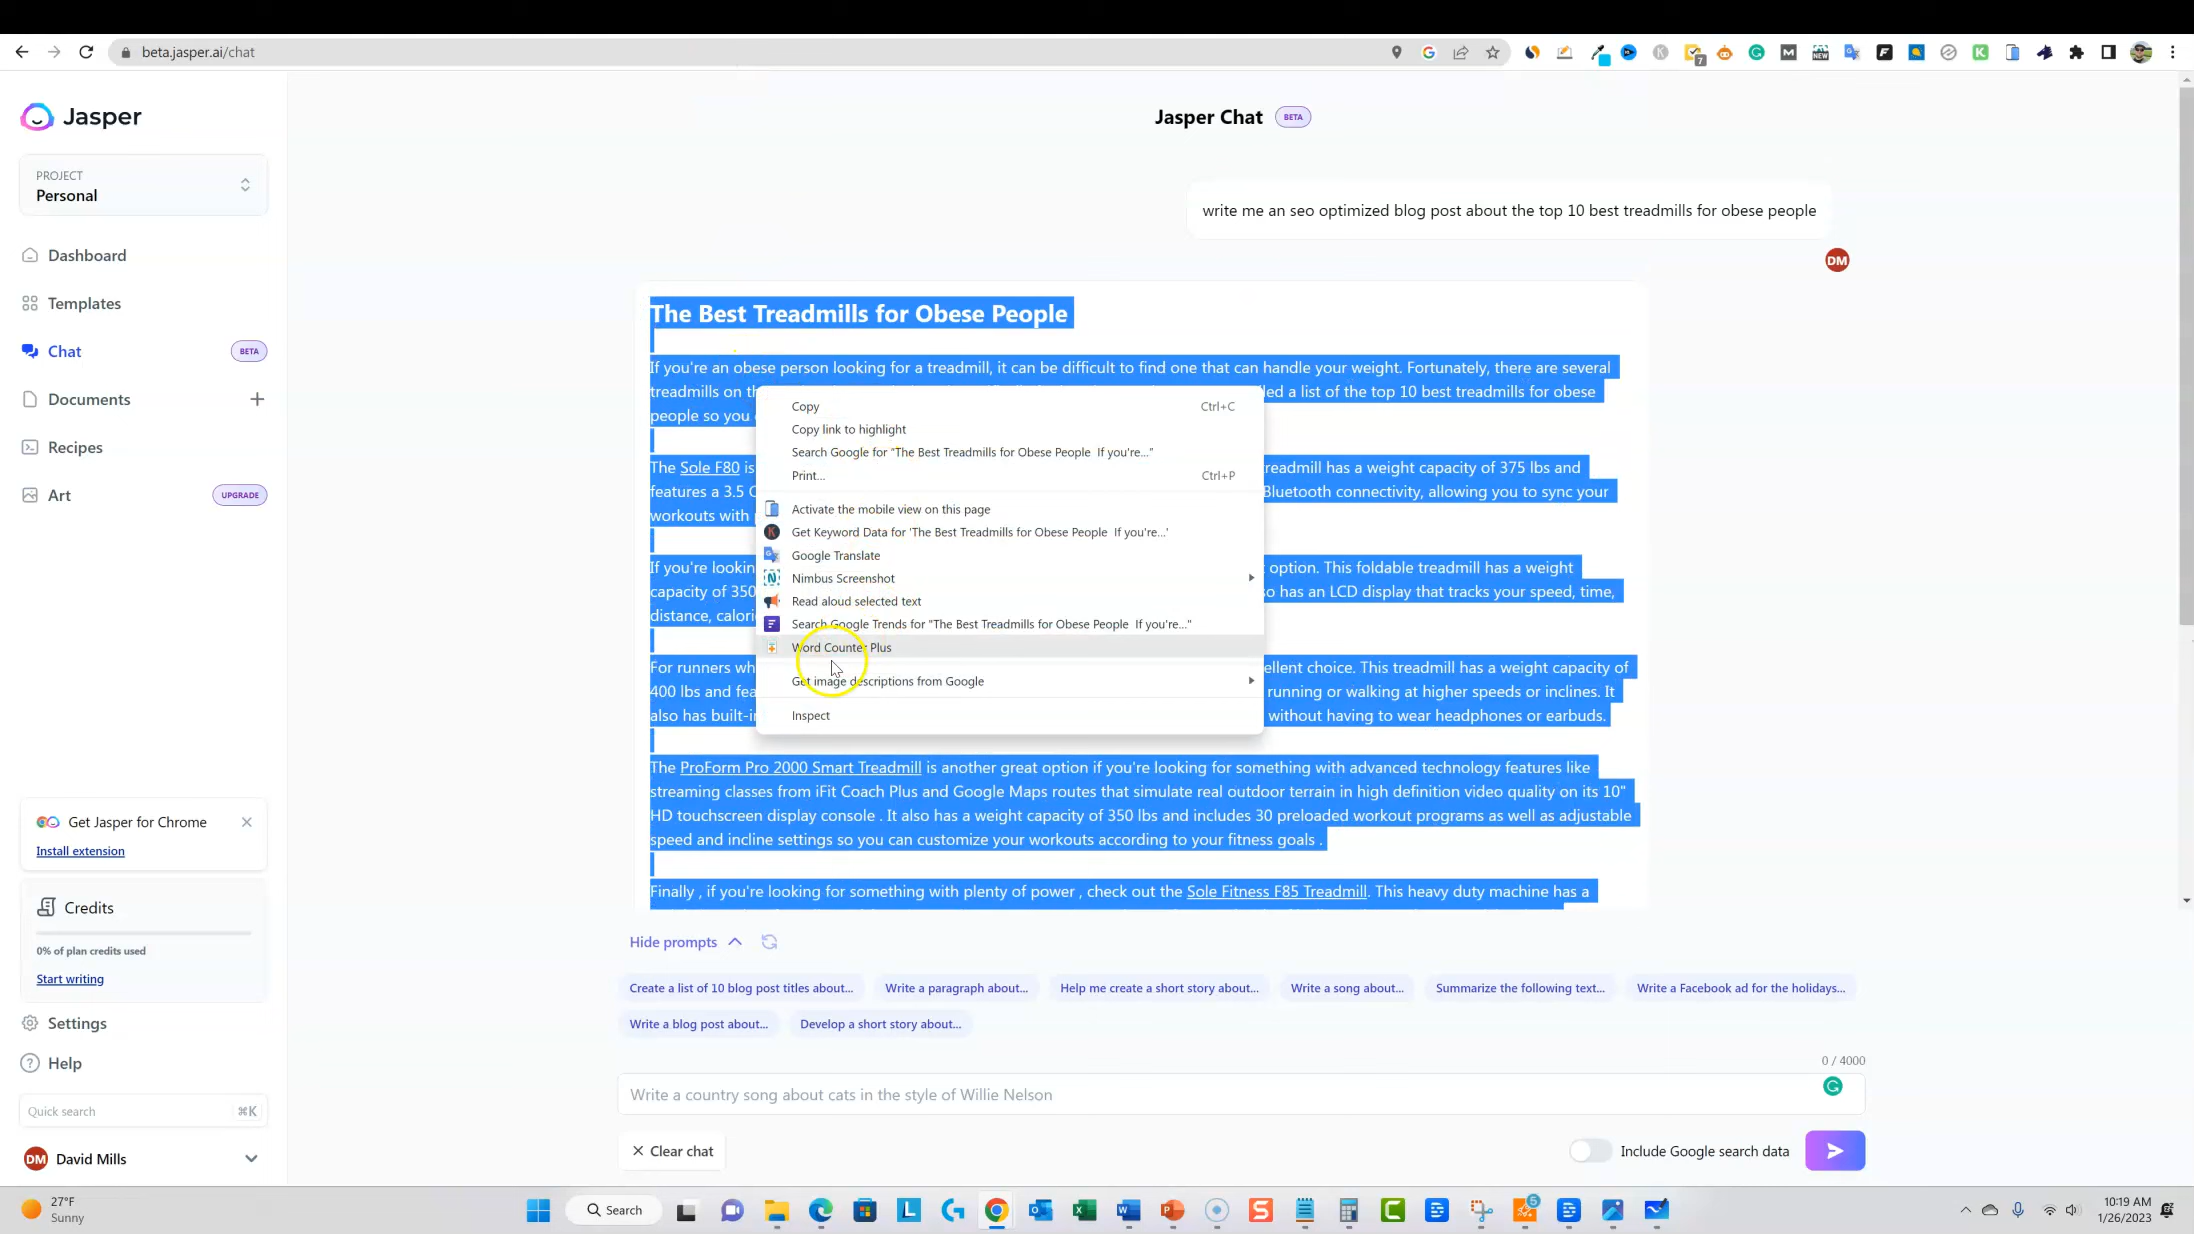 beta.jasper.ai/chat
Jasper
Jasper Chat BETA
PROJECT
Personal
Dashboard
Templates
Chat BETA
Documents
Recipes
Art UPGRADE
write me an seo optimized blog post about the top 10 best treadmills for obese people
DM
The Best Treadmills for Obese People
If you're an obese person looking for a treadmill, it can be difficult to find one that can handle your weight. Fortunately, there are several
treadmills on th led a list of the top 10 best treadmills for obese
people so you
The Sole F80 is treadmill has a weight capacity of 375 lbs and
features a 3.5 Bluetooth connectivity, allowing you to sync your
workouts with
If you're lookin option. This foldable treadmill has a weight
capacity of 350 so has an LCD display that tracks your speed, time,
distance, calori
For runners wh ellent choice. This treadmill has a weight capacity of
400 lbs and fea running or walking at higher speeds or inclines. It
also has built-i without having to wear headphones or earbuds.
The ProForm Pro 2000 Smart Treadmill is another great option if you're looking for something with advanced technology features like
streaming classes from iFit Coach Plus and Google Maps routes that simulate real outdoor terrain in high definition video quality on its 10"
HD touchscreen display console . It also has a weight capacity of 350 lbs and includes 30 preloaded workout programs as well as adjustable
speed and incline settings so you can customize your workouts according to your fitness goals .
Finally , if you're looking for something with plenty of power , check out the Sole Fitness F85 Treadmill. This heavy duty machine has a
Copy Ctrl+C
Copy link to highlight
Search Google for "The Best Treadmills for Obese People If you're..."
Print... Ctrl+P
Activate the mobile view on this page
Get Keyword Data for 'The Best Treadmills for Obese People If you're...'
Google Translate
Nimbus Screenshot
Read aloud selected text
Search Google Trends for "The Best Treadmills for Obese People If you're..."
Word Counter Plus
Get image descriptions from Google
Inspect
Get Jasper for Chrome
Install extension
Credits
0% of plan credits used
Start writing
Settings
Help
Quick search ⌘K
DM David Mills
Hide prompts
Create a list of 10 blog post titles about... Write a paragraph about... Help me create a short story about... Write a song about... Summarize the following text... Write a Facebook ad for the holidays...
Write a blog post about... Develop a short story about...
0 / 4000
Write a country song about cats in the style of Willie Nelson
Clear chat
Include Google search data
27°F
Sunny
Search
10:19 AM
1/26/2023